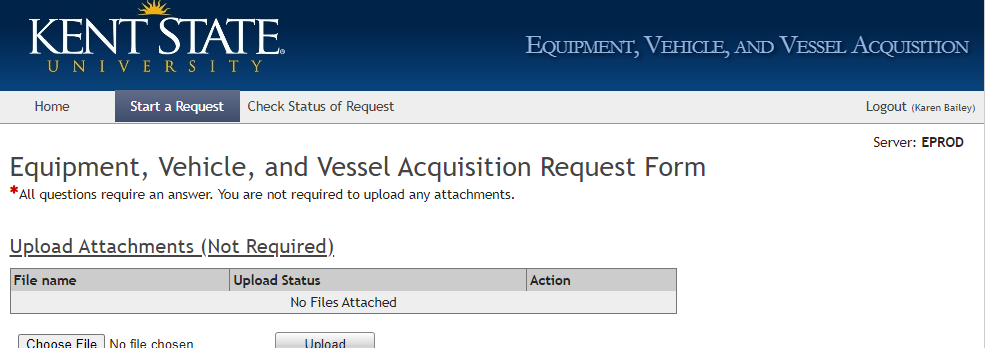 KENT STATE®
UNIVERSITY
EQUIPMENT, VEHICLE, AND VESSEL ACQUISITION
Home Start a Request Check Status of Request Logout (Karen Bailey)
Server: EPROD
Equipment, Vehicle, and Vessel Acquisition Request Form
*All questions require an answer. You are not required to upload any attachments.
Upload Attachments (Not Required)
File name Upload Status Action
No Files Attached
Choose File No file chosen Upload